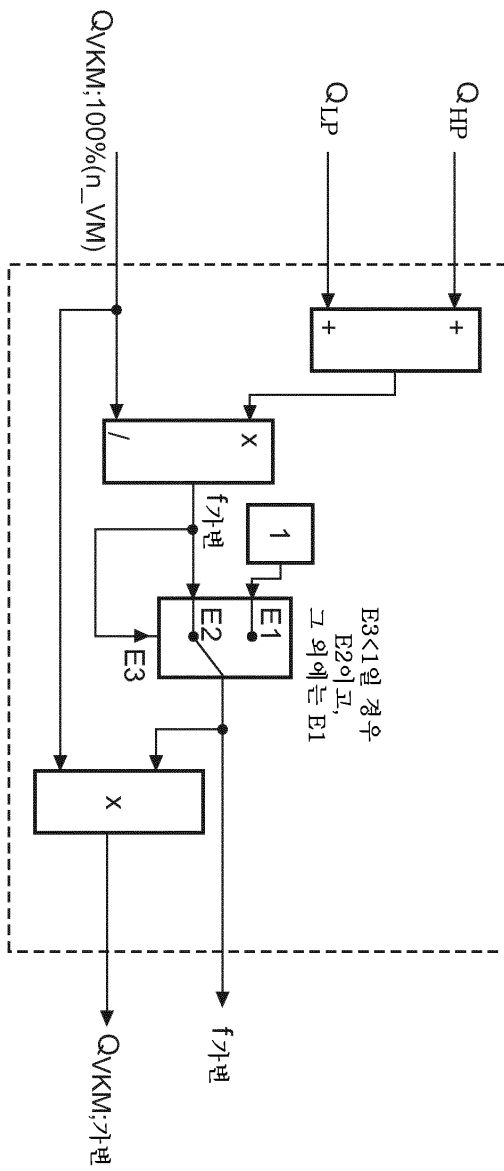 Q_HP
Q_LP
Q_VKM;100%(n_VM)
+
+
x
/
f가변
1
E1
E2
E3
E3<1일 경우
E2이고,
그 외에는 E1
x
f가변
Q_VKM;가변